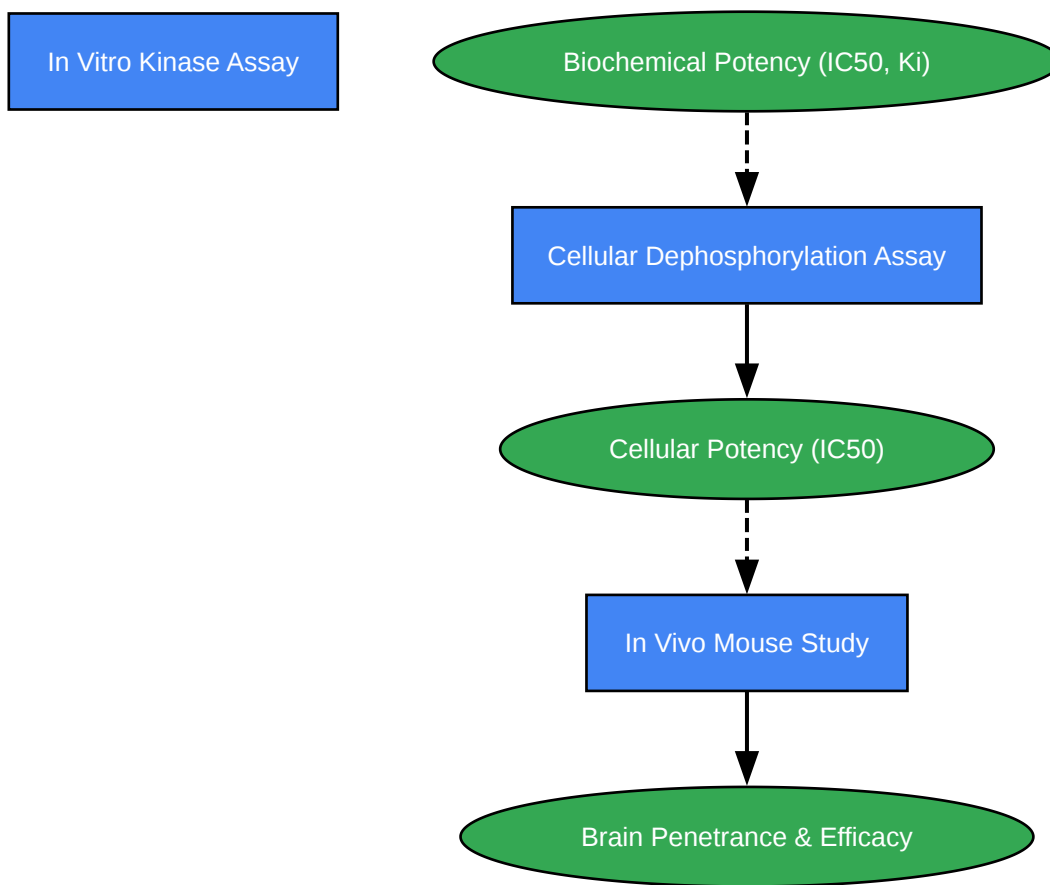 In Vitro Kinase Assay
Biochemical Potency (IC50, Ki)
Cellular Dephosphorylation Assay
Cellular Potency (IC50)
In Vivo Mouse Study
Brain Penetrance & Efficacy